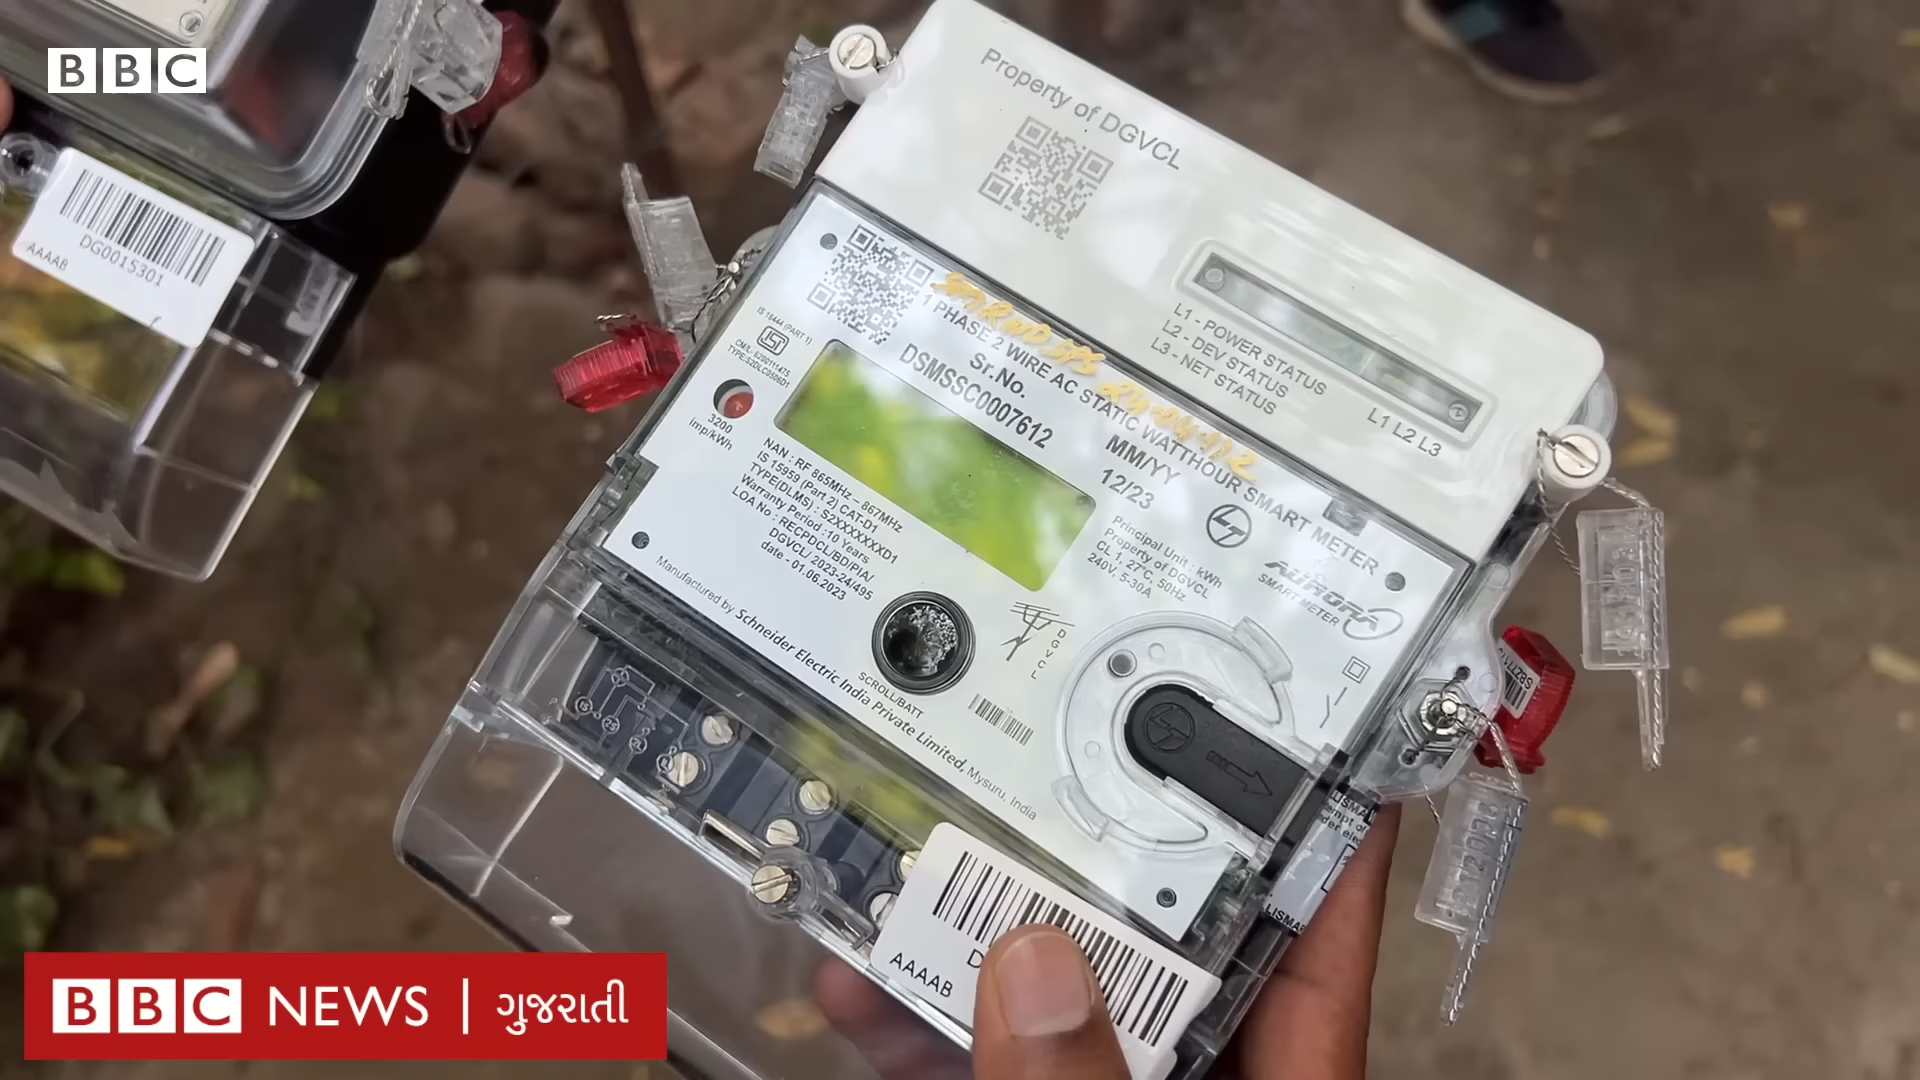 BBC
DG0015301
AAAAB
Property of DGVCL
L1 - POWER STATUS
L2 - DEV STATUS
L3 - NET STATUS
L1 L2 L3
1 PHASE 2 WIRE AC STATIC WATTHOUR SMART METER
Sr.No.
DSMSSC0007612
MM/YY
12/23
IS 16444 (PART 1)
3200
imp/kWh
NAN : RF 865MHz – 867MHz
IS 15959 (Part 2) CAT-D1
TYPE(DLMS) : S2XXXXXXD1
Warranty Period :10 Years
LOA No : RECPDCL/BD/PIA/
DGVCL/ 2023-24/495
date - 01.06.2023
Principal Unit : kWh
Property of DGVCL
CL 1, 27°C, 50Hz
240V, 5-30A
AURORA
SMART METER
DGVCL
SCROLL/BATT
Manufactured by Schneider Electric India Private Limited, Mysuru, India
AAAAB
BBC NEWS | ગુજરાતી